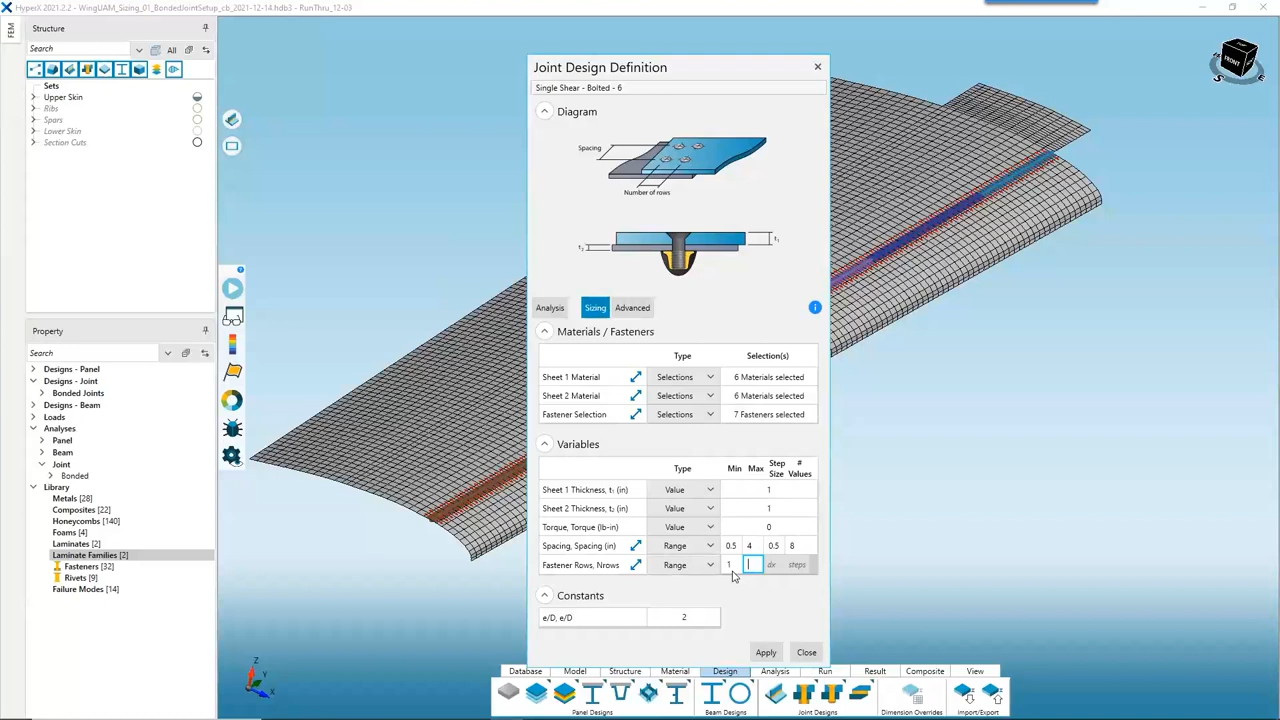 HyperX 2021.2.2 - WingUAM_Sizing_01_BondedJointSetup_cb_2021-12-14.hdb3 - RunThru_12-03
FEM
Structure
Search
All
Sets
Upper Skin
Ribs
Spars
Lower Skin
Section Cuts
Property
Search
Designs - Panel
Designs - Joint
Bonded Joints
Designs - Beam
Loads
Analyses
Panel
Beam
Joint
Bonded
Library
Metals [28]
Composites [22]
Honeycombs [140]
Foams [4]
Laminates [2]
Laminate Families [2]
Fasteners [32]
Rivets [9]
Failure Modes [14]
Joint Design Definition
Single Shear - Bolted - 6
Diagram
Spacing
Number of rows
t₁
t₂
Analysis Sizing Advanced
Materials / Fasteners
Type Selection(s)
Sheet 1 Material Selections 6 Materials selected
Sheet 2 Material Selections 6 Materials selected
Fastener Selection Selections 7 Fasteners selected
Variables
Type Min Max Step Size # Values
Sheet 1 Thickness, t₁ (in) Value 1
Sheet 2 Thickness, t₂ (in) Value 1
Torque, Torque (lb-in) Value 0
Spacing, Spacing (in) Range 0.5 4 0.5 8
Fastener Rows, Nrows Range 1 dx steps
Constants
e/D, e/D 2
Apply Close
Database Model Structure Material Design Analysis Run Result Composite View
Panel Designs Beam Designs Joint Designs Dimension Overrides Import/Export
FRONT
S
E
Z
Y
X